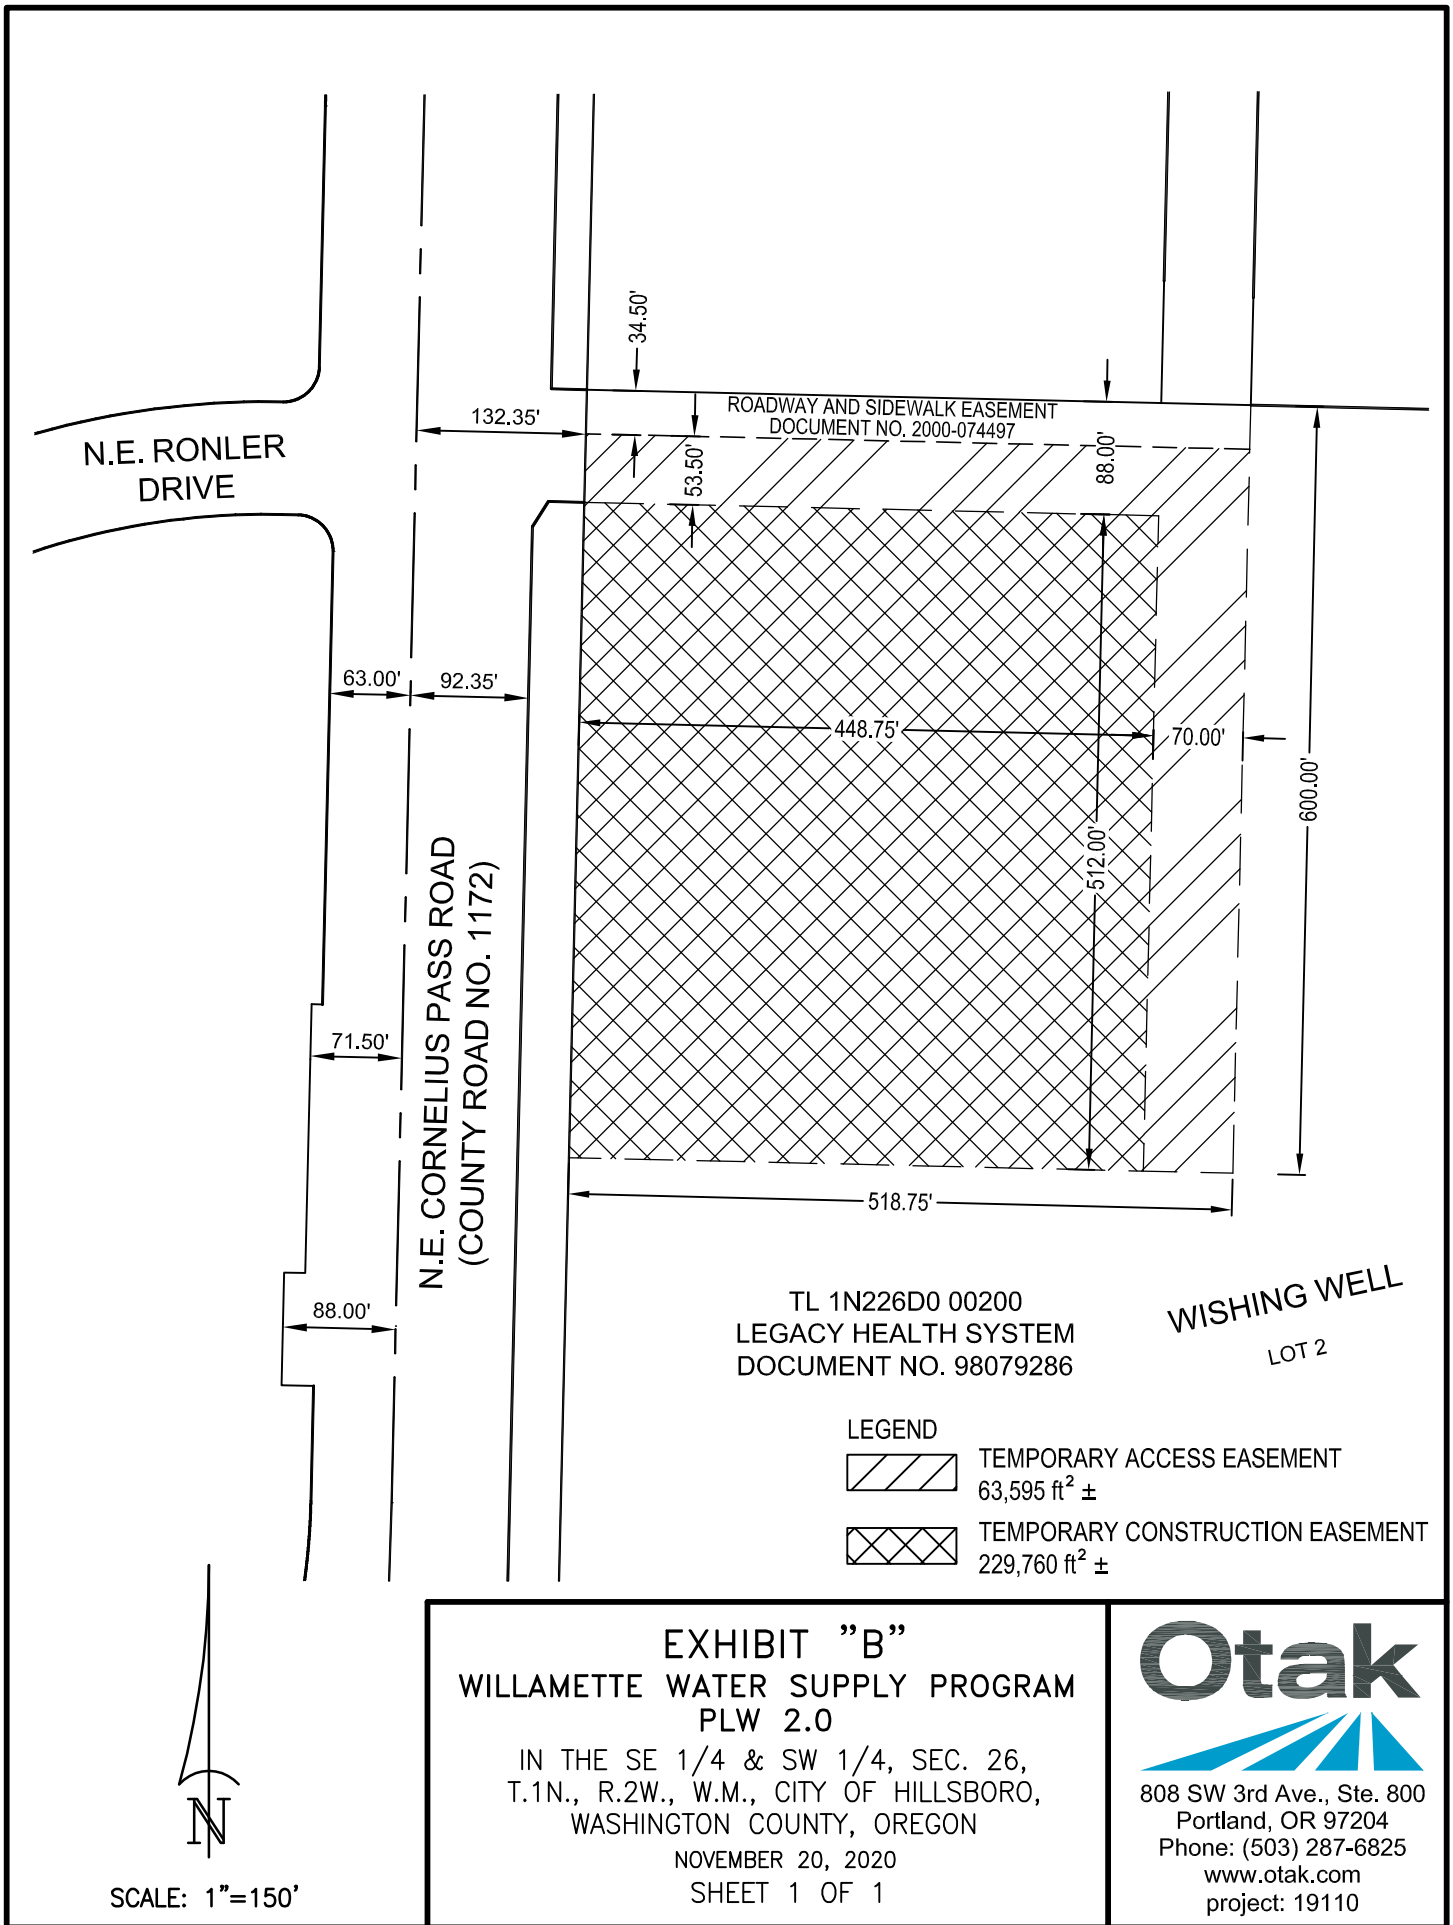 34.50'
132.35'
ROADWAY AND SIDEWALK EASEMENT
DOCUMENT NO. 2000-074497
N.E. RONLER
DRIVE
53.50'
88.00'
63.00'
92.35'
448.75'
70.00'
600.00'
512.00'
N.E. CORNELIUS PASS ROAD
(COUNTY ROAD NO. 1172)
71.50'
518.75'
88.00'
TL 1N226D0 00200
LEGACY HEALTH SYSTEM
DOCUMENT NO. 98079286
WISHING WELL
LOT 2
LEGEND
TEMPORARY ACCESS EASEMENT
63,595 ft² ±
TEMPORARY CONSTRUCTION EASEMENT
229,760 ft² ±
N
SCALE: 1"=150'
EXHIBIT "B"
WILLAMETTE WATER SUPPLY PROGRAM
PLW 2.0
IN THE SE 1/4 & SW 1/4, SEC. 26,
T.1N., R.2W., W.M., CITY OF HILLSBORO,
WASHINGTON COUNTY, OREGON
NOVEMBER 20, 2020
SHEET 1 OF 1
Otak
808 SW 3rd Ave., Ste. 800
Portland, OR 97204
Phone: (503) 287-6825
www.otak.com
project: 19110